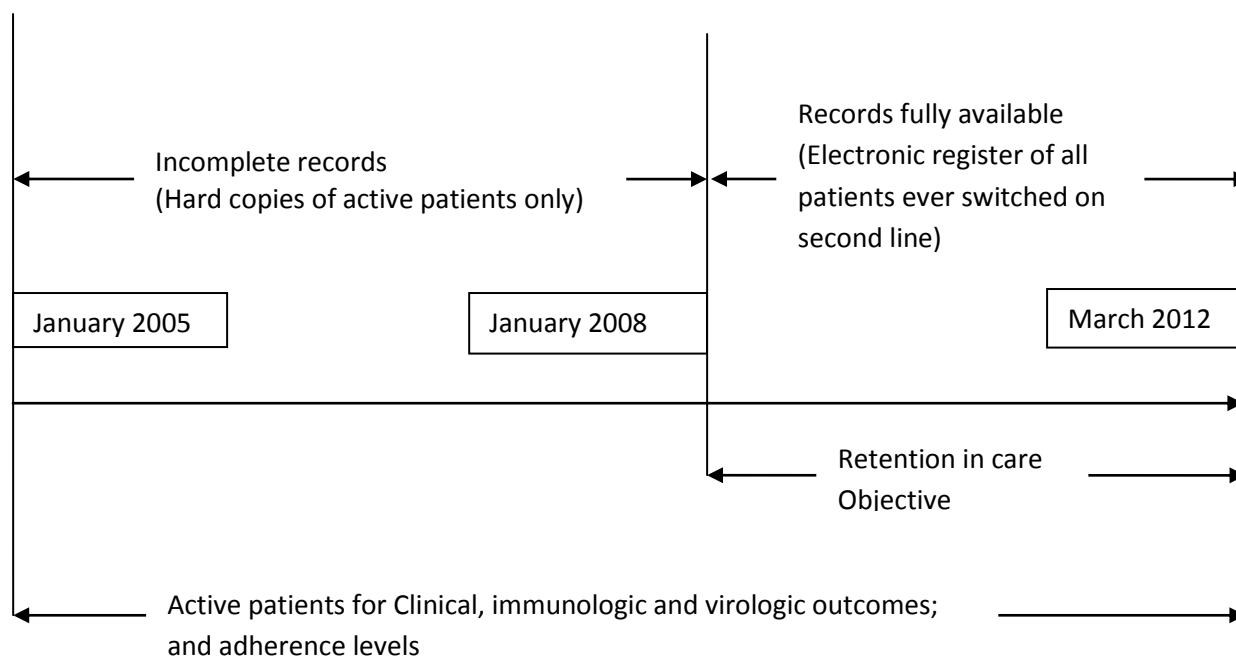 Incomplete records
(Hard copies of active patients only)
Records fully available
(Electronic register of all
patients ever switched on
second line)
January 2005
January 2008
March 2012
Retention in care
Objective
Active patients for Clinical, immunologic and virologic outcomes;
and adherence levels